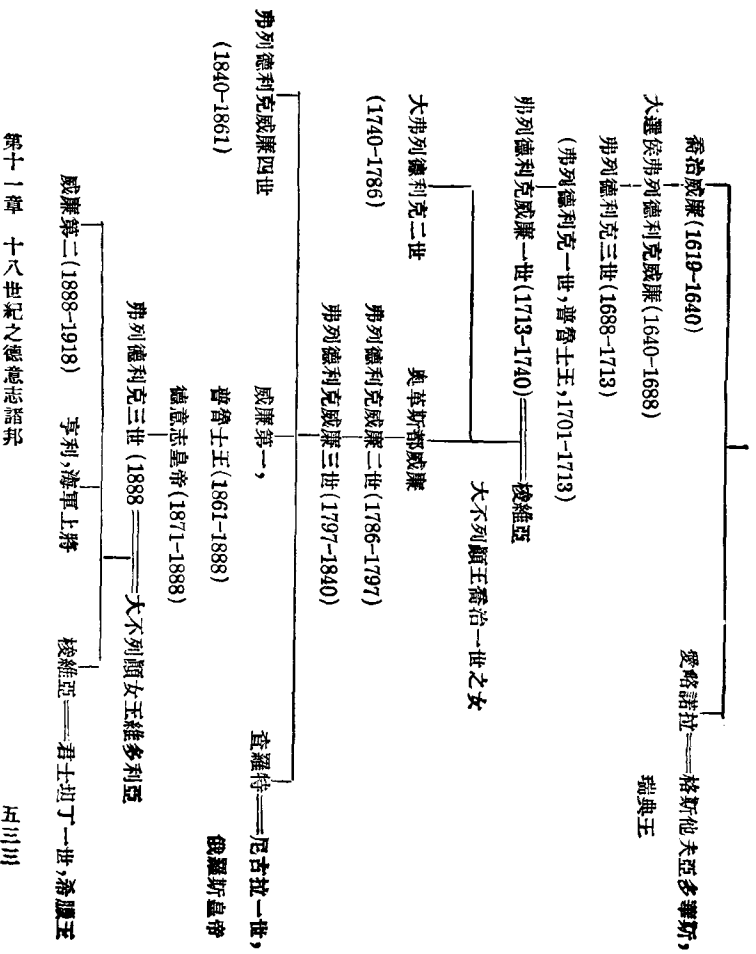 喬治威廉(1619-1640)
愛略諾拉══格斯他夫亞多華斯,
瑞典王
大選侯弗列德利克威廉(1640-1688)
弗列德利克三世(1688-1713)
(弗列德利克一世,普魯士王,1701-1713)
弗列德利克威廉一世(1713-1740)══梭維亞
大不列顛王喬治一世之女
大弗列德利克二世
(1740-1786)
奧革斯都威廉
弗列德利克威廉二世(1786-1797)
弗列德利克威廉三世(1797-1840)
弗列德利克威廉四世
(1840-1861)
威廉第一,
普魯士王(1861-1888)
德意志皇帝(1871-1888)
查羅特══尼古拉一世,
俄羅斯皇帝
弗列德利克三世(1888══大不列顛女王維多利亞
威廉第二(1888-1918)
亨利,海軍上將
梭維亞══君士坦丁一世,希臘王
第十一章 十八世紀之德意志諸邦
五三三